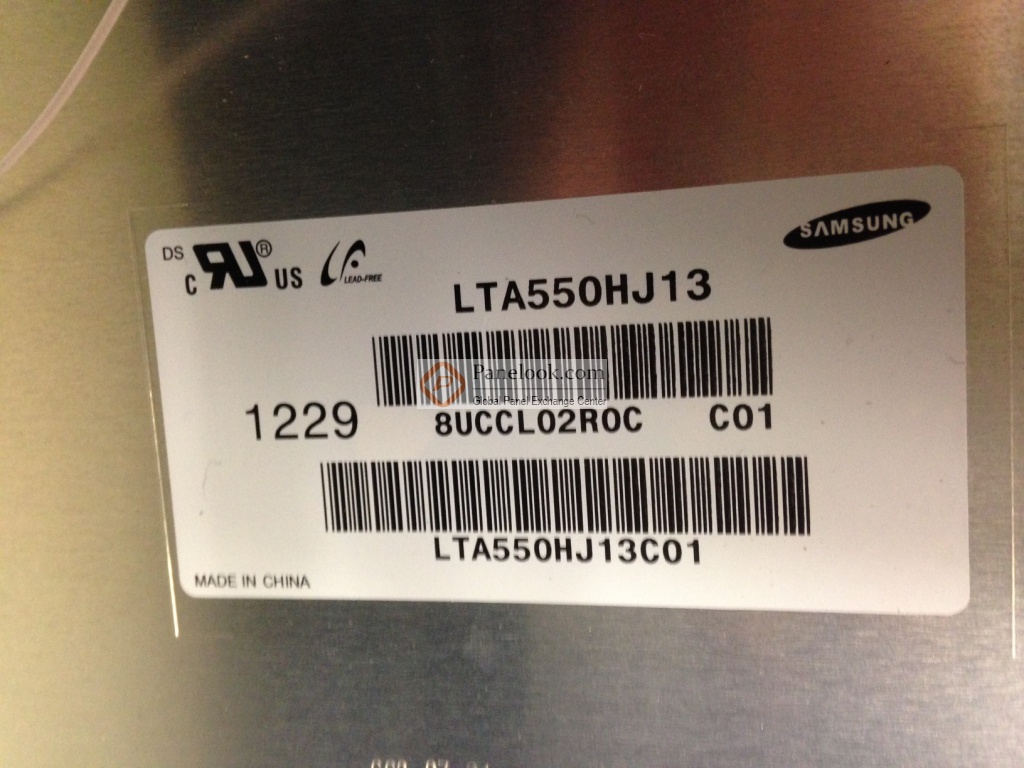 DS
C RU ® US
LEAD-FREE
SAMSUNG
LTA550HJ13
Panelook.com
Global Panel Exchange Center
1229 8UCCL02R0C C01
LTA550HJ13C01
MADE IN CHINA